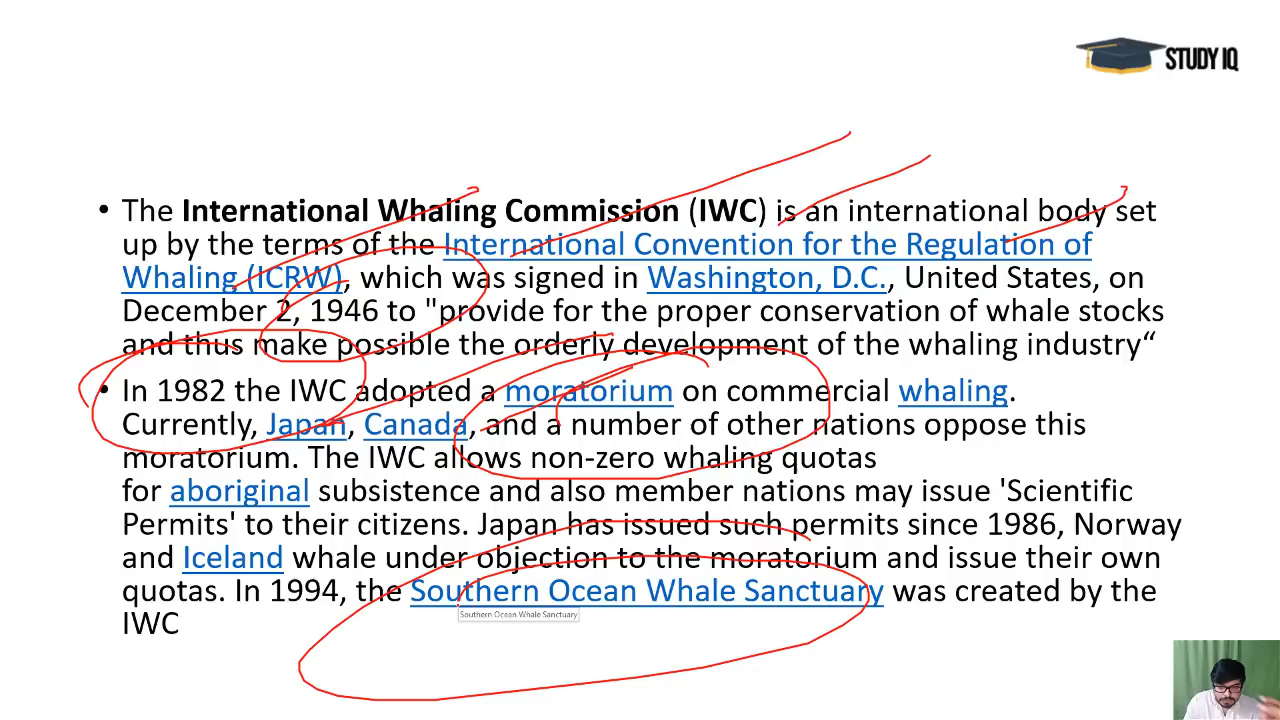 STUDY IQ
• The International Whaling Commission (IWC) is an international body set
up by the terms of the International Convention for the Regulation of
Whaling (ICRW), which was signed in Washington, D.C., United States, on
December 2, 1946 to "provide for the proper conservation of whale stocks
and thus make possible the orderly development of the whaling industry“
• In 1982 the IWC adopted a moratorium on commercial whaling.
Currently, Japan, Canada, and a number of other nations oppose this
moratorium. The IWC allows non-zero whaling quotas
for aboriginal subsistence and also member nations may issue 'Scientific
Permits' to their citizens. Japan has issued such permits since 1986, Norway
and Iceland whale under objection to the moratorium and issue their own
quotas. In 1994, the Southern Ocean Whale Sanctuary was created by the
Southern Ocean Whale Sanctuary
IWC